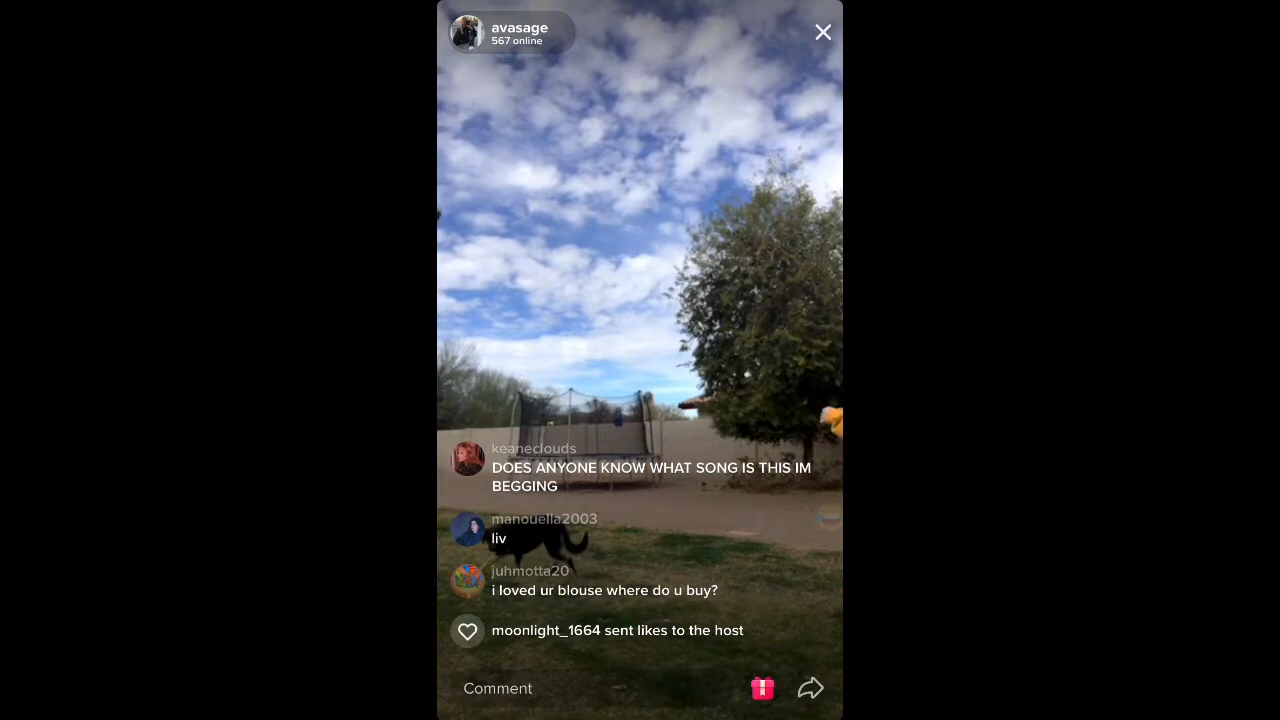 avasage
567 online
keaneclouds
DOES ANYONE KNOW WHAT SONG IS THIS IM
BEGGING
manouella2003
liv
juhmotta20
i loved ur blouse where do u buy?
moonlight_1664 sent likes to the host
Comment